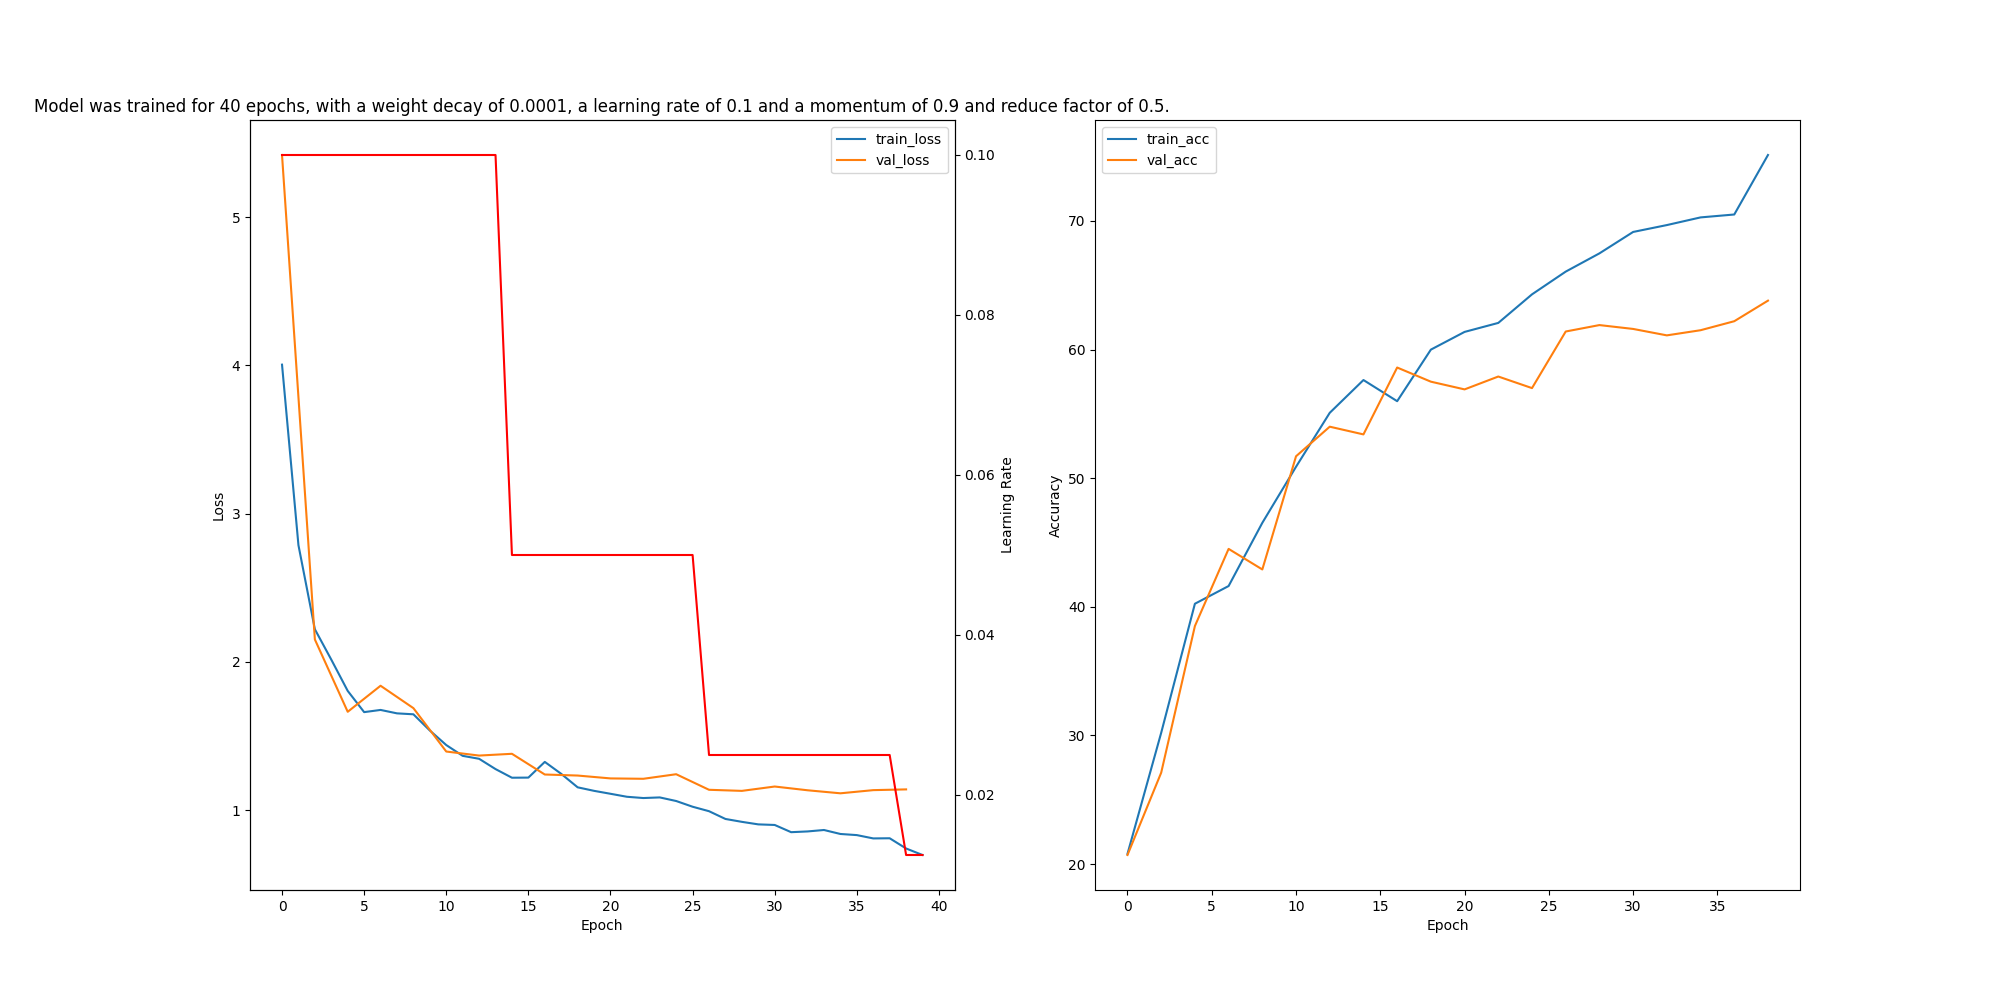 Model was trained for 40 epochs, with a weight decay of 0.0001, a learning rate of 0.1 and a momentum of 0.9 and reduce factor of 0.5.
train_loss
val_loss
5
4
3
2
1
Loss
0.10
0.08
0.06
0.04
0.02
Learning Rate
0 5 10 15 20 25 30 35 40
Epoch
train_acc
val_acc
70
60
50
40
30
20
Accuracy
0 5 10 15 20 25 30 35
Epoch